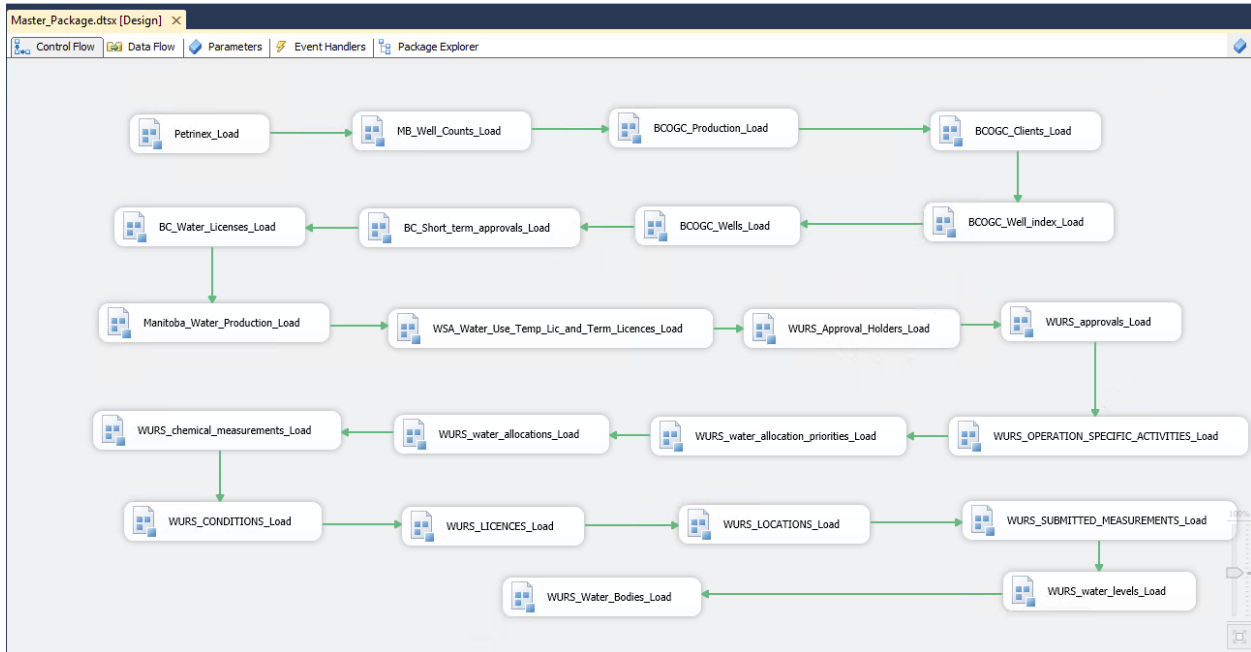 Master_Package.dtsx [Design] ×
Control Flow Data Flow Parameters Event Handlers Package Explorer
Petrinex_Load MB_Well_Counts_Load BCOGC_Production_Load BCOGC_Clients_Load
BC_Water_Licenses_Load BC_Short_term_approvals_Load BCOGC_Wells_Load BCOGC_Well_index_Load
Manitoba_Water_Production_Load WSA_Water_Use_Temp_Lic_and_Term_Licences_Load WURS_Approval_Holders_Load WURS_approvals_Load
WURS_chemical_measurements_Load WURS_water_allocations_Load WURS_water_allocation_priorities_Load WURS_OPERATION_SPECIFIC_ACTIVITIES_Load
WURS_CONDITIONS_Load WURS_LICENCES_Load WURS_LOCATIONS_Load WURS_SUBMITTED_MEASUREMENTS_Load
100%
WURS_Water_Bodies_Load WURS_water_levels_Load